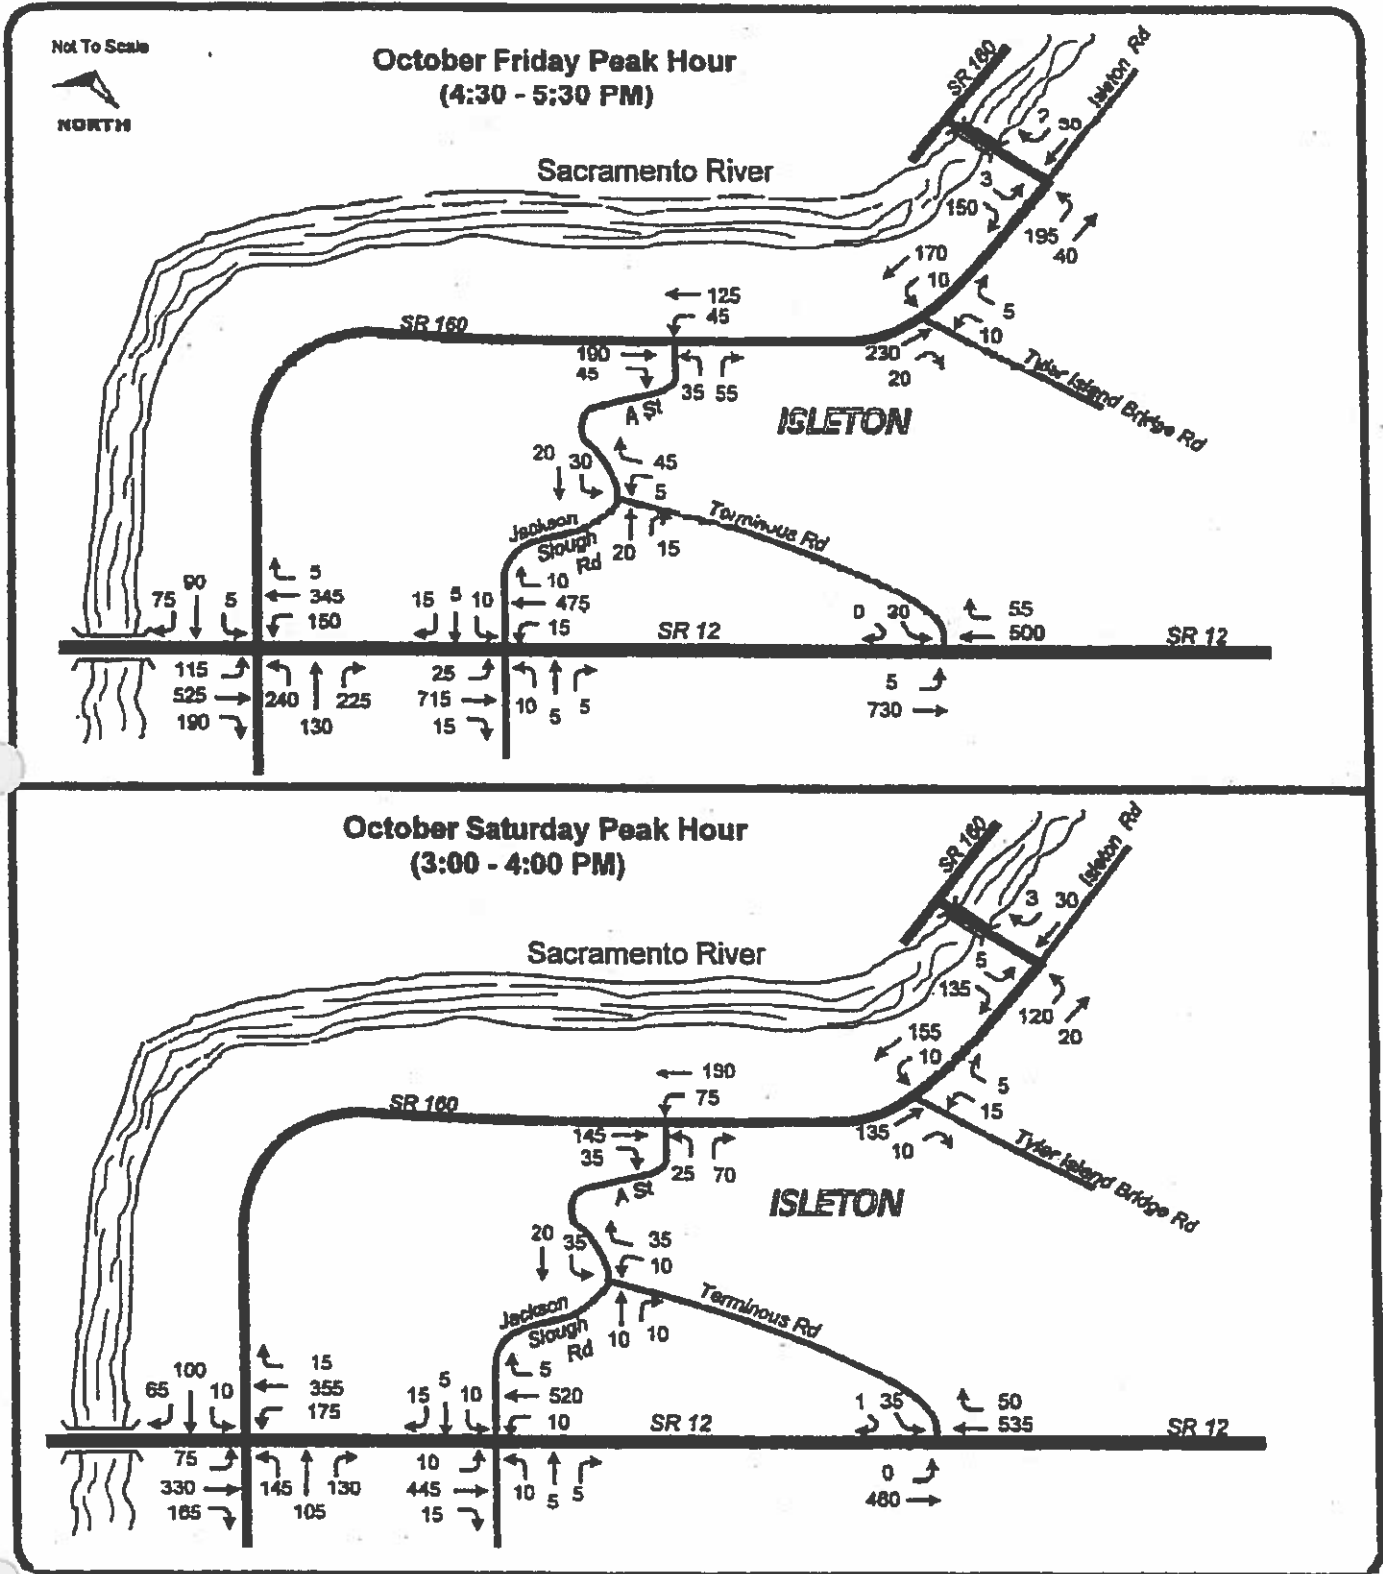 Not To Scale
NORTH
October Friday Peak Hour
(4:30 - 5:30 PM)
SR 160
Isleton Rd
Sacramento River
3
150
195
40
170
10
5
10
230
20
Tyler Island Bridge Rd
125
45
SR 160
190
45
35 55
A St
ISLETON
20 30
45
5
Jackson
Slough
Rd
20 15
Terminous Rd
75 90 5
5
345
150
15 5 10
10
475
15
SR 12
0 30
55
500
SR 12
115
525
190
240 130 225
25
715
15
10 5 5
5
730
October Saturday Peak Hour
(3:00 - 4:00 PM)
SR 160
Isleton Rd
3 30
Sacramento River
5
135
120
20
155
10
5
15
135
10
Tyler Island Bridge Rd
190
75
SR 160
145
35
25 70
A St
ISLETON
20 35
35
10
Jackson
Slough
Rd
10 10
Terminous Rd
65 100 10
15
355
175
15 5 10
5
520
10
SR 12
1 35
50
535
SR 12
75
330
165
145 105 130
10
445
15
10 5 5
0
460